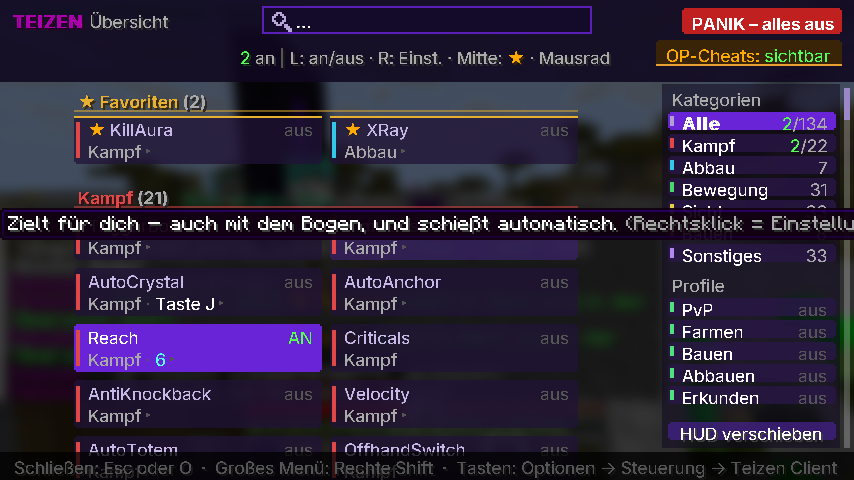 TEIZEN Übersicht
...
PANIK – alles aus
2 an | L: an/aus · R: Einst. · Mitte: ★ · Mausrad
OP-Cheats: sichtbar
★ Favoriten (2)
★ KillAura aus
Kampf
★ XRay aus
Abbau
Kampf (21)
Zielt für dich – auch mit dem Bogen, und schießt automatisch. (Rechtsklick = Einstellu
Kampf
Kampf
AutoCrystal aus
Kampf · Taste J
AutoAnchor aus
Kampf
Reach AN
Kampf · 6
Criticals aus
Kampf
AntiKnockback aus
Kampf
Velocity aus
Kampf
AutoTotem aus
OffhandSwitch aus
Kategorien
Alle 2/134
Kampf 2/22
Abbau 7
Bewegung 31
Sonstiges 33
Profile
PvP aus
Farmen aus
Bauen aus
Abbauen aus
Erkunden aus
HUD verschieben
Schließen: Esc oder O · Großes Menü: Rechte Shift · Tasten: Optionen → Steuerung → Teizen Client